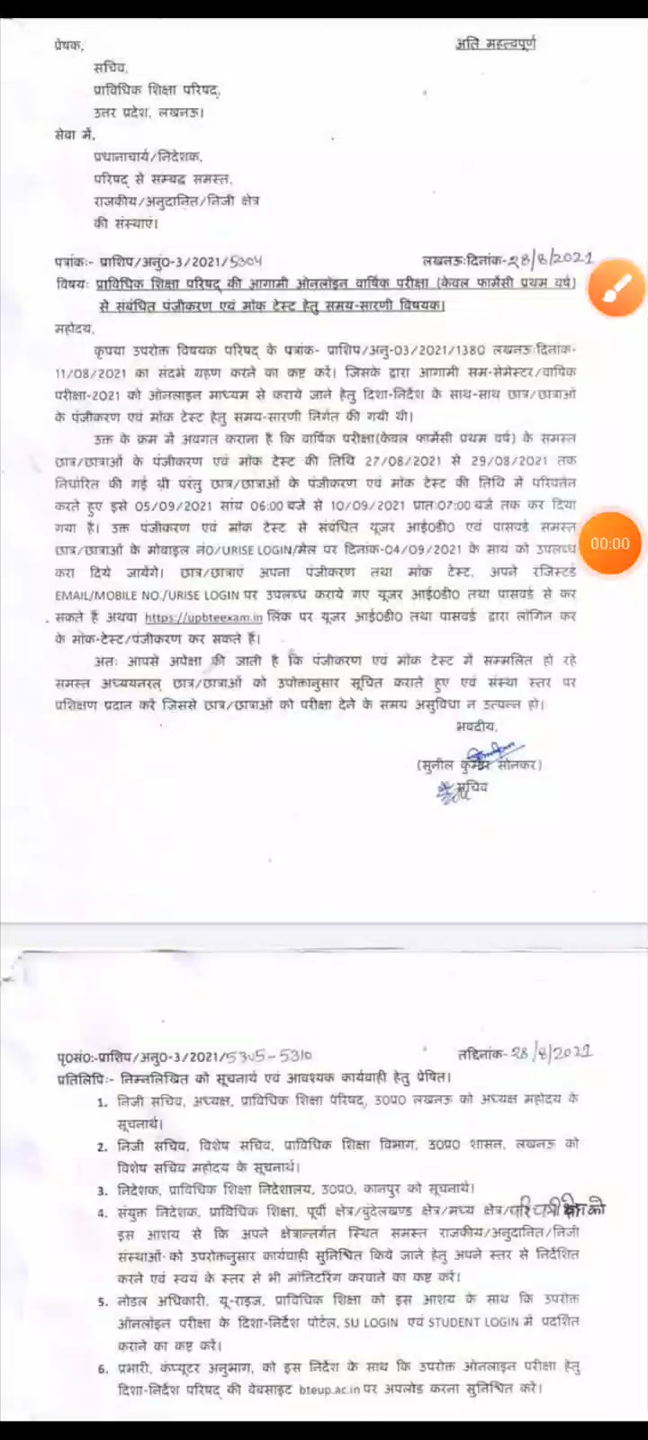 प्रेषक,
अति महत्वपूर्ण
सचिव,
प्राविधिक शिक्षा परिषद्,
उत्तर प्रदेश, लखनऊ।
सेवा में,
प्रधानाचार्य/निदेशक,
परिषद् से सम्बद्ध समस्त,
राजकीय/अनुदानित/निजी क्षेत्र
की संस्थाएं।
पत्रांकः- प्राशिप/अनु0-3/2021/5304 लखनऊःदिनांक-28/8/2021
विषयः प्राविधिक शिक्षा परिषद् की आगामी ऑनलाइन वार्षिक परीक्षा (केवल फार्मेसी प्रथम वर्ष)
से संबंधित पंजीकरण एवं मॉक टेस्ट हेतु समय-सारणी विषयक।
महोदय,
कृपया उपरोक्त विषयक परिषद् के पत्रांक- प्राशिप/अनु-03/2021/1380 लखनऊःदिनांक-
11/08/2021 का संदर्भ ग्रहण करने का कष्ट करें। जिसके द्वारा आगामी सम-सेमेस्टर/वार्षिक
परीक्षा-2021 को ऑनलाइन माध्यम से कराये जाने हेतु दिशा-निर्देश के साथ-साथ छात्र/छात्राओं
के पंजीकरण एवं मॉक टेस्ट हेतु समय-सारणी निर्गत की गयी थी।
उक्त के क्रम में अवगत कराना है कि वार्षिक परीक्षा(केवल फार्मेसी प्रथम वर्ष) के समस्त
छात्र/छात्राओं के पंजीकरण एवं मॉक टेस्ट की तिथि 27/08/2021 से 29/08/2021 तक
निर्धारित की गई थी परंतु छात्र/छात्राओं के पंजीकरण एवं मॉक टेस्ट की तिथि में परिवर्तन
करते हुए इसे 05/09/2021 सांय 06:00 बजे से 10/09/2021 प्रातः07:00 बजे तक कर दिया
गया है। उक्त पंजीकरण एवं मॉक टेस्ट से संबंधित यूजर आई0डी0 एवं पासवर्ड समस्त
छात्र/छात्राओं के मोबाइल नं0/URISE LOGIN/मेल पर दिनांक-04/09/2021 के सायं को उपलब्ध
00:00
करा दिये जायेंगे। छात्र/छात्राएं अपना पंजीकरण तथा मॉक टेस्ट, अपने रजिस्टर्ड
EMAIL/MOBILE NO./URISE LOGIN पर उपलब्ध कराये गए यूजर आई0डी0 तथा पासवर्ड से कर
सकते हैं अथवा https://upbteexam.in लिंक पर यूजर आई0डी0 तथा पासवर्ड द्वारा लॉगिन कर
के मॉक-टेस्ट/पंजीकरण कर सकते हैं।
अतः आपसे अपेक्षा की जाती है कि पंजीकरण एवं मॉक टेस्ट में सम्मलित हो रहे
समस्त अध्ययनरत् छात्र/छात्राओं को उपोक्तानुसार सूचित कराते हुए एवं संस्था स्तर पर
प्रशिक्षण प्रदान करें जिससे छात्र/छात्राओं को परीक्षा देने के समय असुविधा न उत्पन्न हो।
भवदीय,
(सुनील कुमार सोनकर)
सचिव
पृ0सं0:-प्राशिप/अनु0-3/2021/5305-5310 तद्दिनांक-28/8/2021
प्रतिलिपिः- निम्नलिखित को सूचनार्थ एवं आवश्यक कार्यवाही हेतु प्रेषित।
1. निजी सचिव, अध्यक्ष, प्राविधिक शिक्षा परिषद्, उ0प्र0 लखनऊ को अध्यक्ष महोदय के
सूचनार्थ।
2. निजी सचिव, विशेष सचिव, प्राविधिक शिक्षा विभाग, उ0प्र0 शासन, लखनऊ को
विशेष सचिव महोदय के सूचनार्थ।
3. निदेशक, प्राविधिक शिक्षा निदेशालय, उ0प्र0, कानपुर को सूचनार्थ।
4. संयुक्त निदेशक, प्राविधिक शिक्षा, पूर्वी क्षेत्र/बुंदेलखण्ड क्षेत्र/मध्य क्षेत्र/को
इस आशय से कि अपने क्षेत्रान्तर्गत स्थित समस्त राजकीय/अनुदानित/निजी
संस्थाओं को उपरोक्तनुसार कार्यवाही सुनिश्चित किये जाने हेतु अपने स्तर से निर्देशित
करने एवं स्वयं के स्तर से भी मॉनिटरिंग करवाने का कष्ट करें।
5. नोडल अधिकारी, यू-राइज, प्राविधिक शिक्षा को इस आशय के साथ कि उपरोक्त
ऑनलॉइन परीक्षा के दिशा-निर्देश पोर्टल, SU LOGIN एवं STUDENT LOGIN में प्रदर्शित
कराने का कष्ट करें।
6. प्रभारी, कंप्यूटर अनुभाग, को इस निर्देश के साथ कि उपरोक्त ऑनलाइन परीक्षा हेतु
दिशा-निर्देश परिषद् की वेबसाइट bteup.ac.in पर अपलोड करना सुनिश्चित करें।